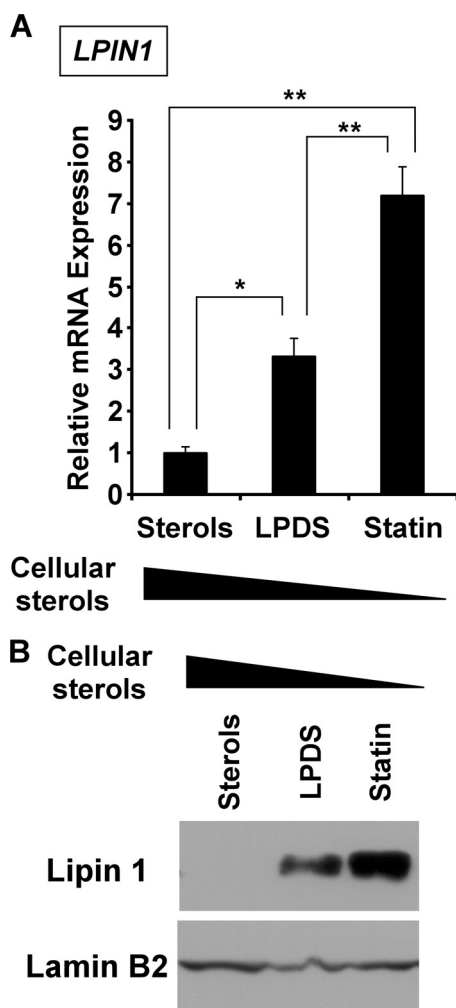 A
LPIN1
Relative mRNA Expression
9
8
7
6
5
4
3
2
1
0
**
**
*
Sterols LPDS Statin
Cellular
sterols
B
Cellular
sterols
Sterols
LPDS
Statin
Lipin 1
Lamin B2